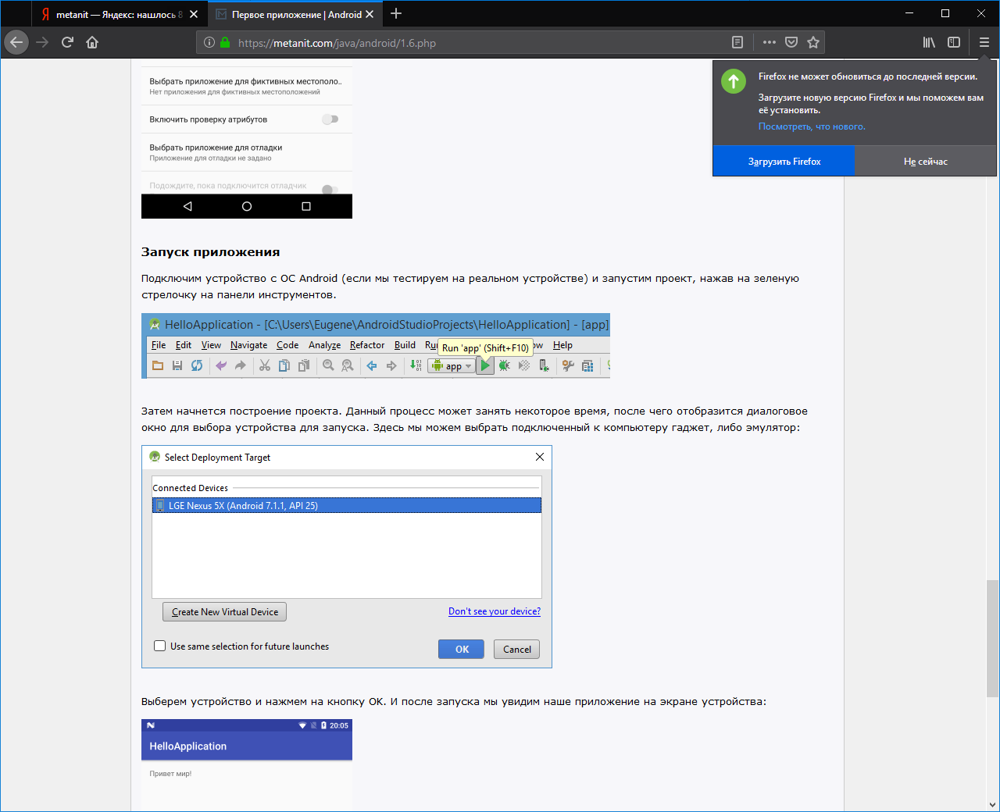 metanit — Яндекс: нашлось 8
Первое приложение | Android
https://metanit.com/java/android/1.6.php
Firefox не может обновиться до последней версии.
Загрузите новую версию Firefox и мы поможем вам
её установить.
Посмотреть, что нового.
Загрузить Firefox
Не сейчас
Выбрать приложение для фиктивных местополо..
Нет приложения для фиктивных местоположений
Включить проверку атрибутов
Выбрать приложение для отладки
Приложение для отладки не задано
Подождите, пока подключится отладчик
Запуск приложения
Подключим устройство с ОС Android (если мы тестируем на реальном устройстве) и запустим проект, нажав на зеленую
стрелочку на панели инструментов.
HelloApplication - [C:\Users\Eugene\AndroidStudioProjects\HelloApplication] - [app]
File Edit View Navigate Code Analyze Refactor Build Ru ow Help
Run 'app' (Shift+F10)
app
Затем начнется построение проекта. Данный процесс может занять некоторое время, после чего отобразится диалоговое
окно для выбора устройства для запуска. Здесь мы можем выбрать подключенный к компьютеру гаджет, либо эмулятор:
Select Deployment Target
Connected Devices
LGE Nexus 5X (Android 7.1.1, API 25)
Create New Virtual Device
Don't see your device?
Use same selection for future launches
OK
Cancel
Выберем устройство и нажмем на кнопку OK. И после запуска мы увидим наше приложение на экране устройства:
20:05
HelloApplication
Привет мир!